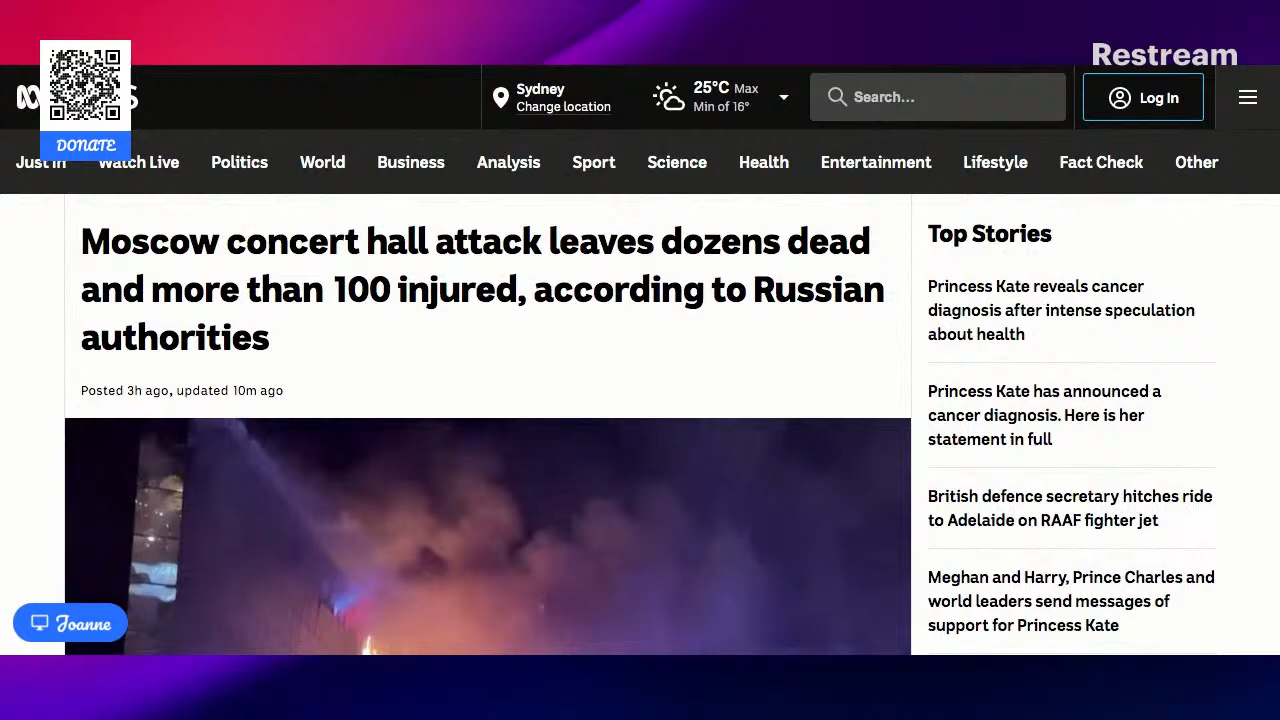 Restream
Sydney
Change location
25°C Max
Min of 16°
Search...
Log In
DONATE
Just In Watch Live Politics World Business Analysis Sport Science Health Entertainment Lifestyle Fact Check Other
Moscow concert hall attack leaves dozens dead
and more than 100 injured, according to Russian
authorities
Posted 3h ago, updated 10m ago
Top Stories
Princess Kate reveals cancer
diagnosis after intense speculation
about health
Princess Kate has announced a
cancer diagnosis. Here is her
statement in full
British defence secretary hitches ride
to Adelaide on RAAF fighter jet
Meghan and Harry, Prince Charles and
world leaders send messages of
support for Princess Kate
Joanne